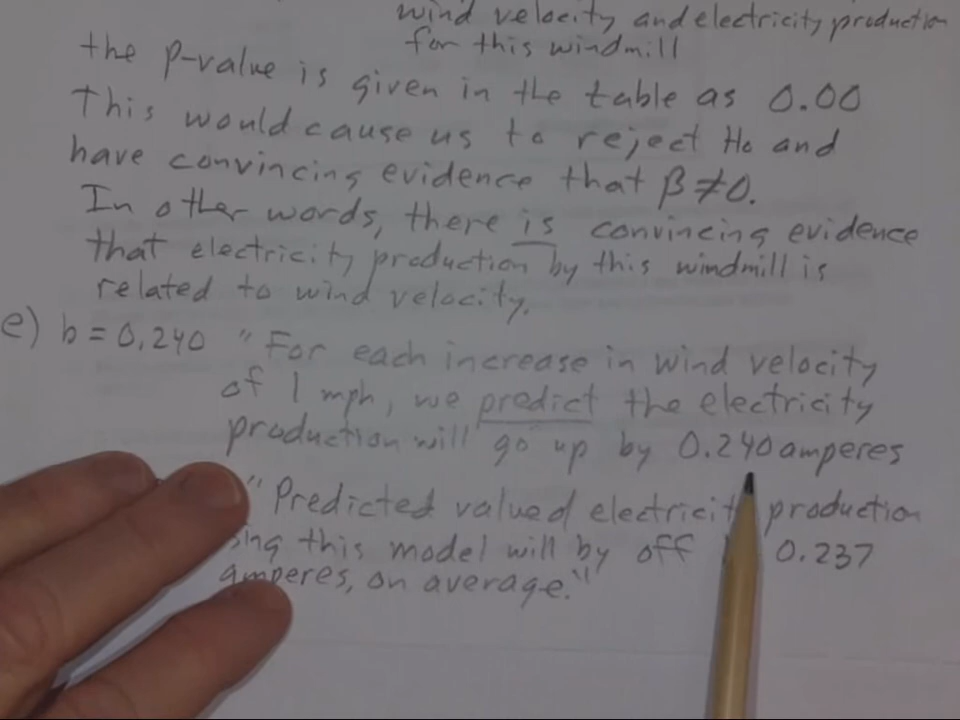 wind velocity and electricity production
for this windmill
the p-value is given in the table as 0.00
This would cause us to reject Ho and
have convincing evidence that β≠0.
In other words, there is convincing evidence
that electricity production by this windmill is
related to wind velocity.
e) b = 0.240 "For each increase in wind velocity
of 1 mph, we predict the electricity
production will go up by 0.240 amperes
"Predicted valued electricit production
ing this model will by off 0.237
amperes, on average."